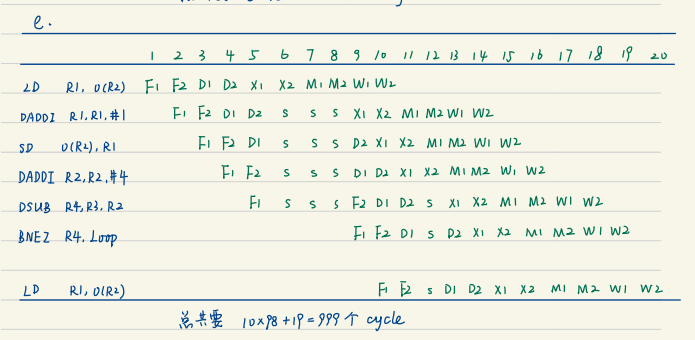 e.
1 2 3 4 5 6 7 8 9 10 11 12 13 14 15 16 17 18 19 20
LD R1, 0(R2) F1 F2 D1 D2 X1 X2 M1 M2 W1 W2
DADDI R1,R1,#1 F1 F2 D1 D2 S S S X1 X2 M1 M2 W1 W2
SD 0(R2),R1 F1 F2 D1 S S S D2 X1 X2 M1 M2 W1 W2
DADDI R2,R2,#4 F1 F2 S S S D1 D2 X1 X2 M1 M2 W1 W2
DSUB R4,R3,R2 F1 S S S F2 D1 D2 S X1 X2 M1 M2 W1 W2
BNEZ R4, Loop F1 F2 D1 S D2 X1 X2 M1 M2 W1 W2
LD R1, 0(R2) F1 F2 S D1 D2 X1 X2 M1 M2 W1 W2
总共要 10×98+19=999个 cycle